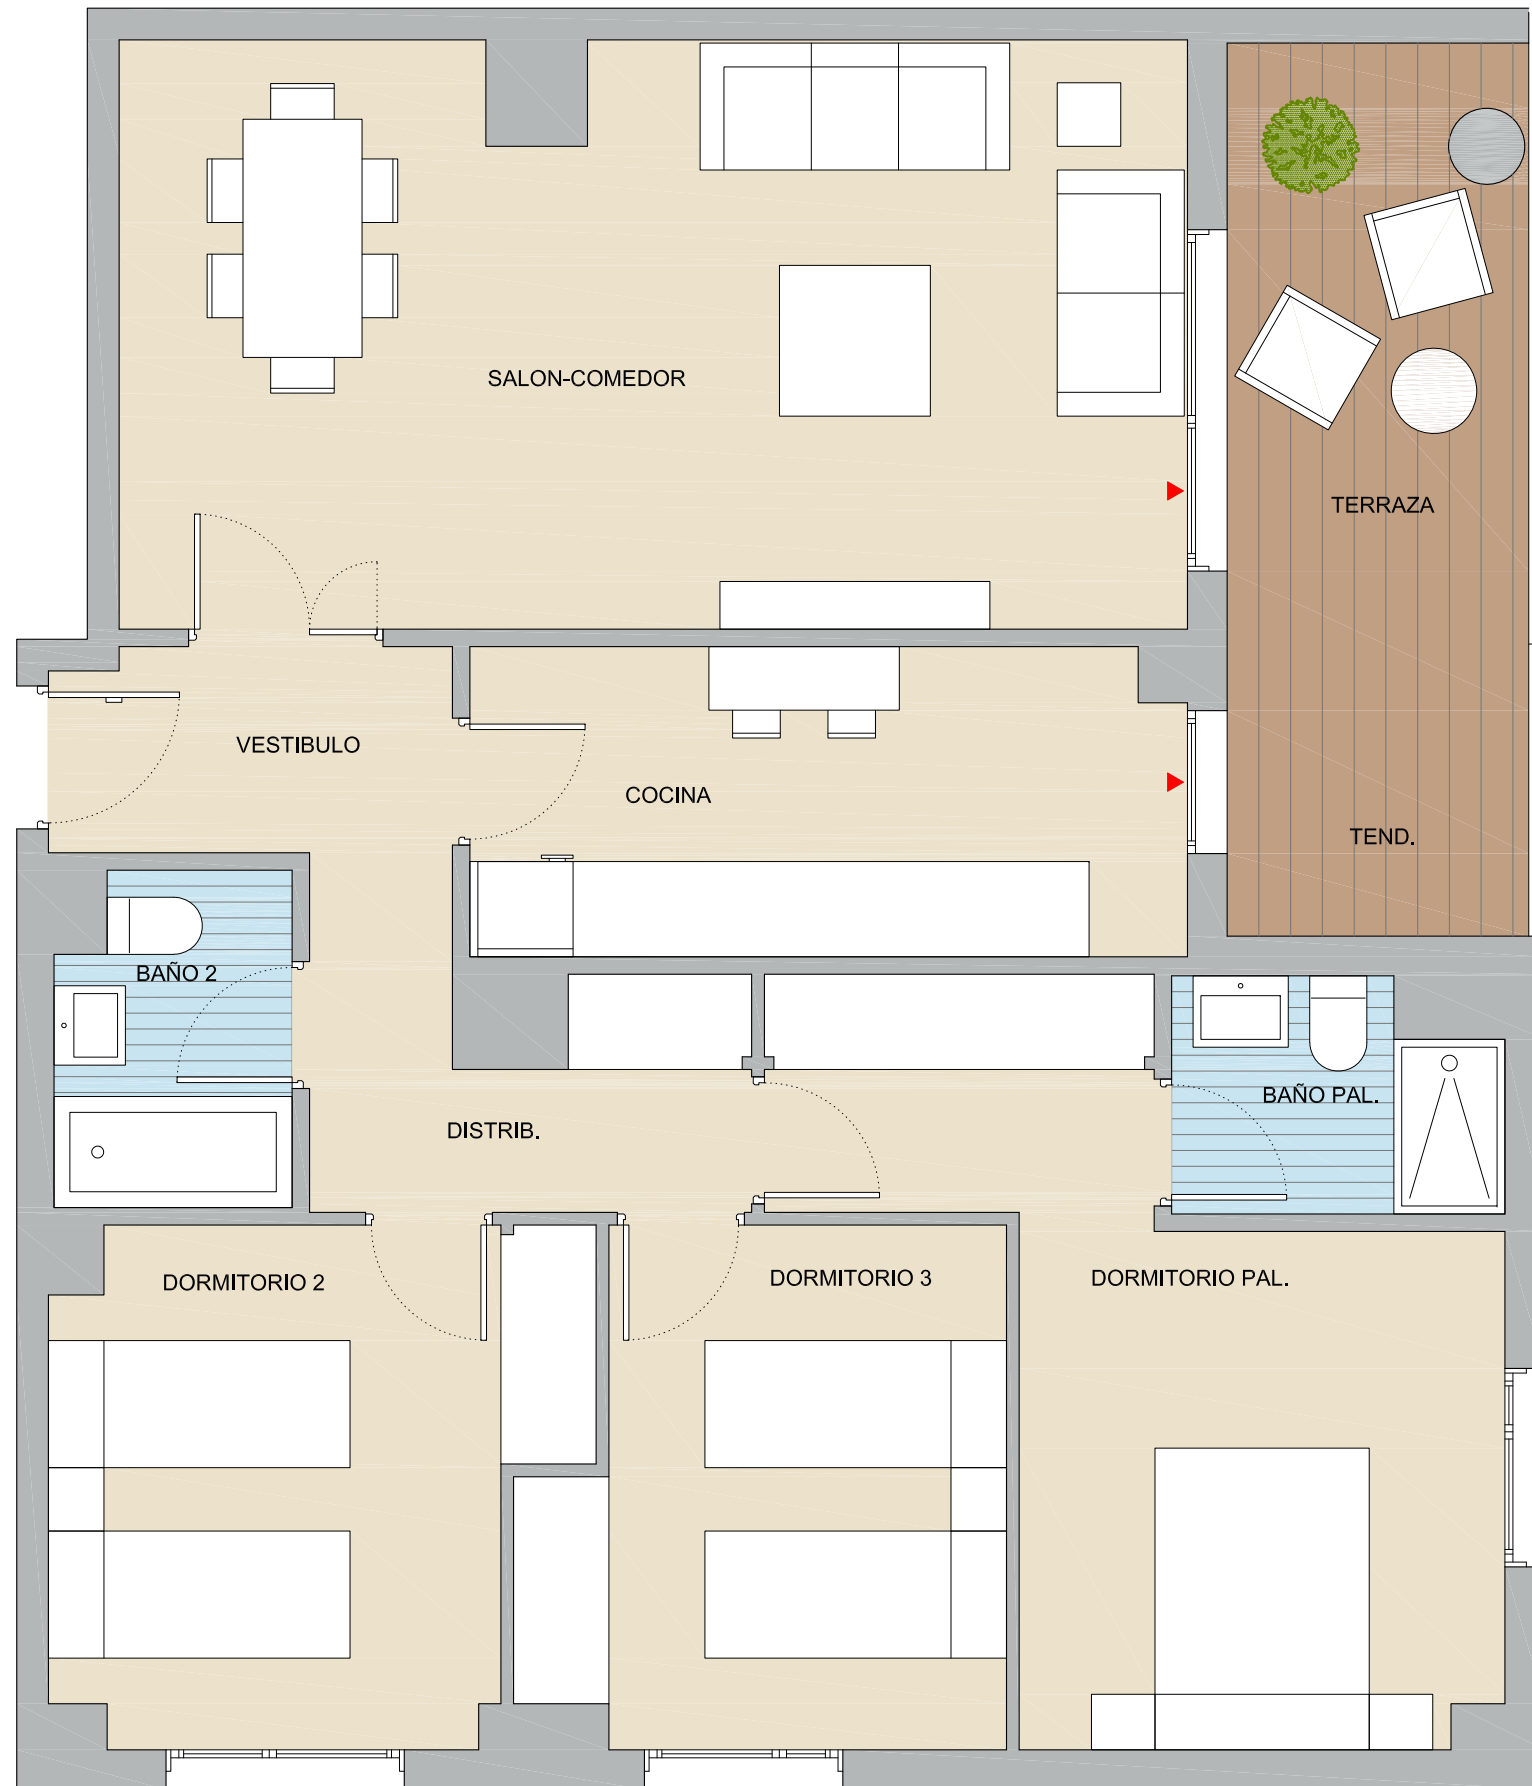 SALON-COMEDOR
TERRAZA
VESTIBULO
COCINA
TEND.
BAÑO 2
BAÑO PAL.
DISTRIB.
DORMITORIO 2
DORMITORIO 3
DORMITORIO PAL.